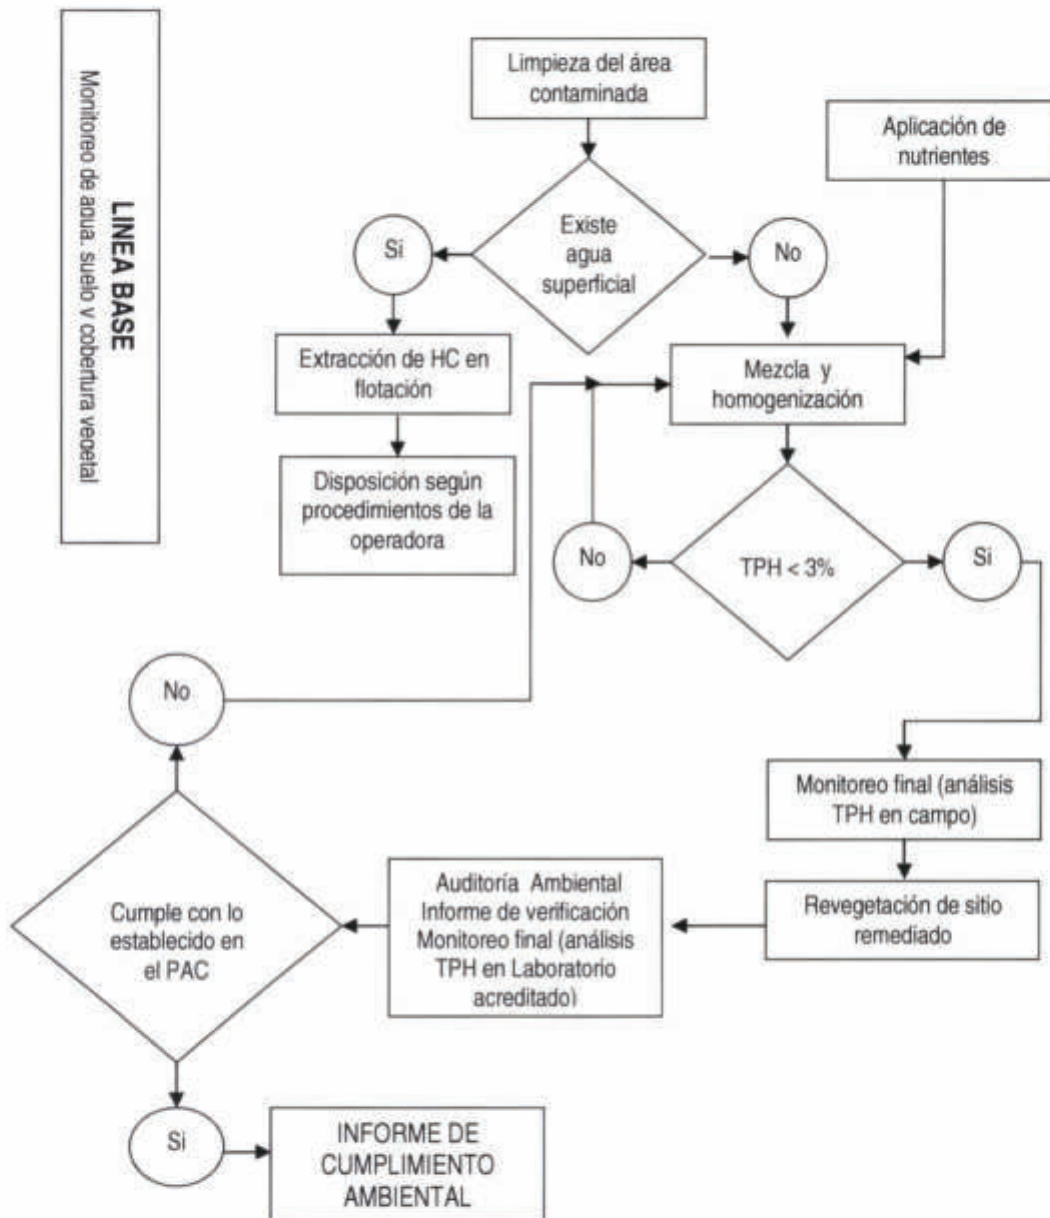 LINEA BASE
Monitoreo de agua, suelo y cobertura vegetal
Limpieza del área
contaminada
Aplicación de
nutrientes
Existe
agua
superficial
Si
No
Extracción de HC en
flotación
Mezcla y
homogenización
Disposición según
procedimientos de la
operadora
No
TPH < 3%
Si
No
Monitoreo final (análisis
TPH en campo)
Auditoría Ambiental
Informe de verificación
Monitoreo final (análisis
TPH en Laboratorio
acreditado)
Revegetación de sitio
remediado
Cumple con lo
establecido en
el PAC
Si
INFORME DE
CUMPLIMIENTO
AMBIENTAL